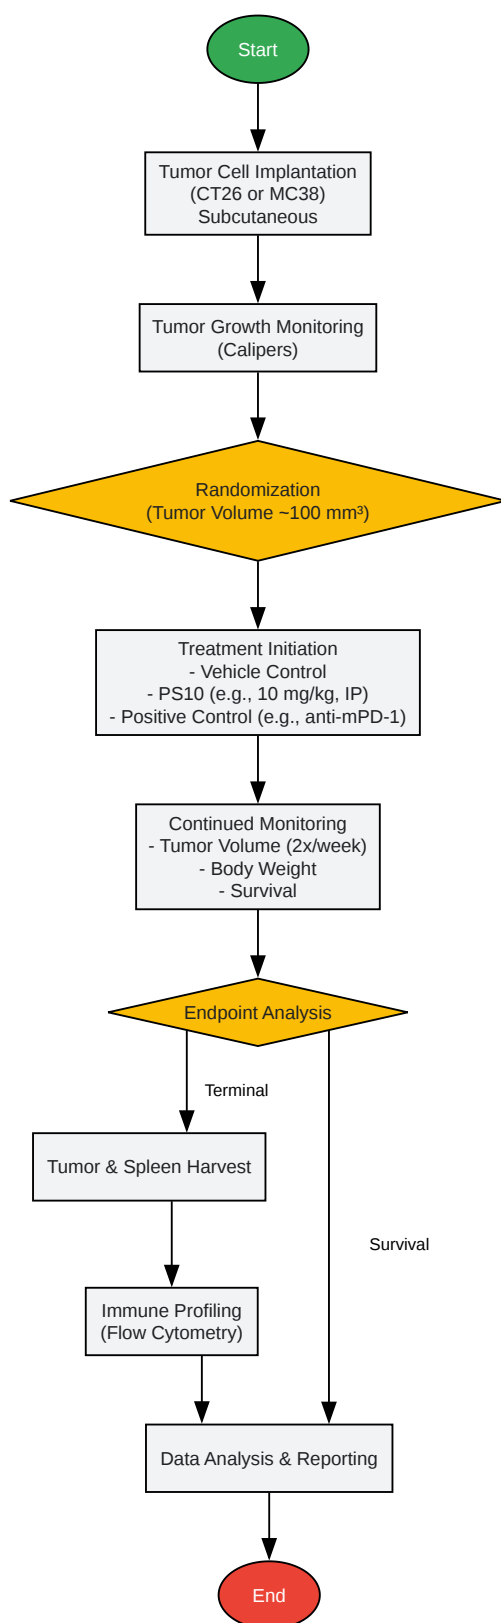 Start
Tumor Cell Implantation
(CT26 or MC38)
Subcutaneous
Tumor Growth Monitoring
(Calipers)
Randomization
(Tumor Volume ~100 mm³)
Treatment Initiation
- Vehicle Control
- PS10 (e.g., 10 mg/kg, IP)
- Positive Control (e.g., anti-mPD-1)
Continued Monitoring
- Tumor Volume (2x/week)
- Body Weight
- Survival
Endpoint Analysis
Terminal
Tumor & Spleen Harvest
Survival
Immune Profiling
(Flow Cytometry)
Data Analysis & Reporting
End